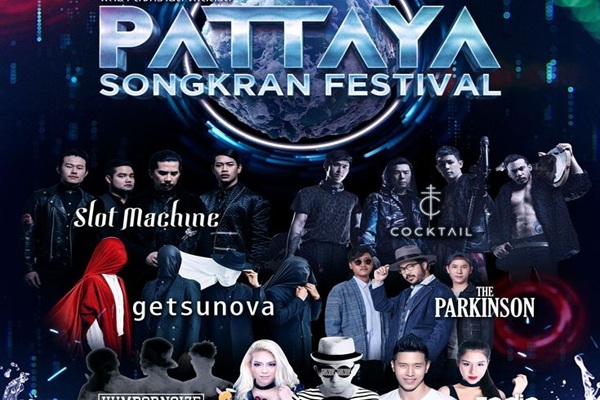 PATTAYA
SONGKRAN FESTIVAL
Slot Machine
COCKTAIL
getsunova
THE
PARKINSON